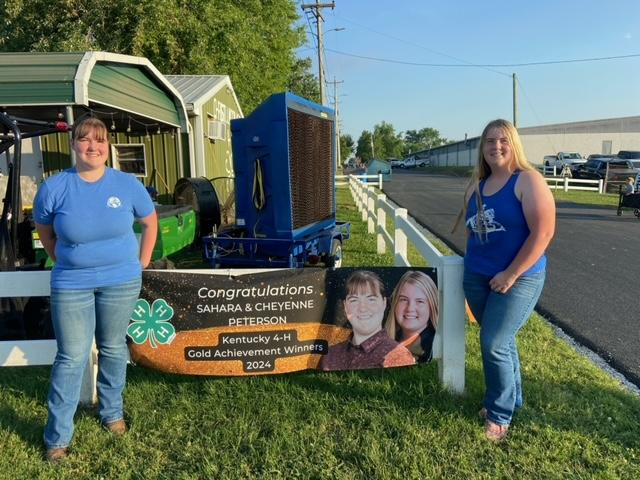 Congratulations
SAHARA & CHEYENNE
PETERSON
Kentucky 4-H
Gold Achievement Winners
2024
H H
H H